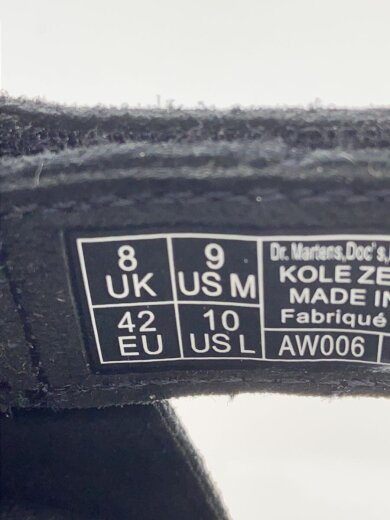 8 UK
9 US M
42 EU
10 US L
Dr. Martens,Doc's,
KOLE ZE
MADE IN
Fabriqué
AW006